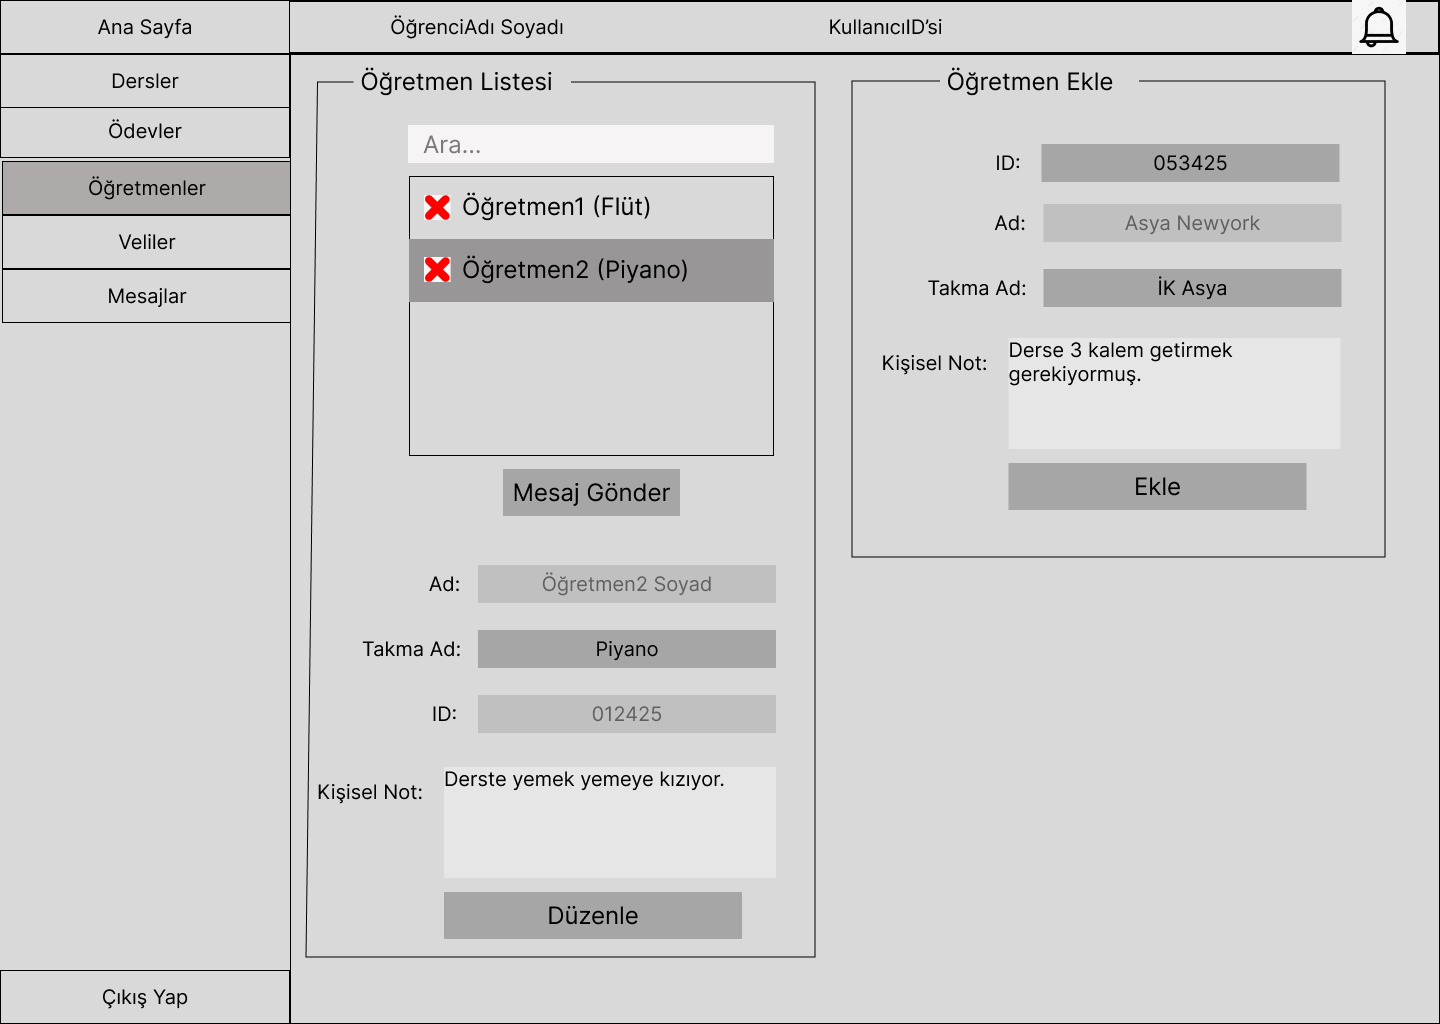 Ana Sayfa
ÖğrenciAdı Soyadı
KullanıcıID’si
Dersler
Ödevler
Öğretmenler
Veliler
Mesajlar
Çıkış Yap
Öğretmen Listesi
Ara...
Öğretmen1 (Flüt)
Öğretmen2 (Piyano)
Mesaj Gönder
Ad: Öğretmen2 Soyad
Takma Ad: Piyano
ID: 012425
Kişisel Not: Derste yemek yemeye kızıyor.
Düzenle
Öğretmen Ekle
ID: 053425
Ad: Asya Newyork
Takma Ad: İK Asya
Kişisel Not: Derse 3 kalem getirmek
gerekiyormuş.
Ekle